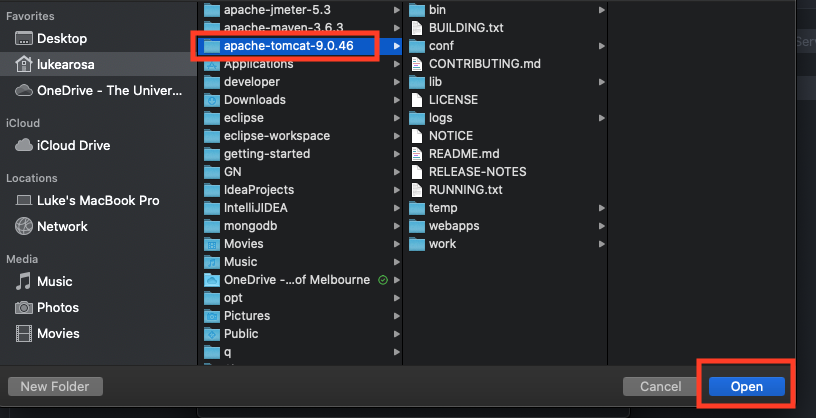 Favorites
Desktop
lukearosa
OneDrive - The Univer...
iCloud
iCloud Drive
Locations
Luke's MacBook Pro
Network
Media
Music
Photos
Movies
apache-jmeter-5.3
apache-maven-3.6.3
apache-tomcat-9.0.46
Applications
developer
Downloads
eclipse
eclipse-workspace
getting-started
GN
IdeaProjects
IntelliJIDEA
mongodb
Movies
Music
OneDrive -...of Melbourne
opt
Pictures
Public
q
bin
BUILDING.txt
conf
CONTRIBUTING.md
lib
LICENSE
logs
NOTICE
README.md
RELEASE-NOTES
RUNNING.txt
temp
webapps
work
Serv
New Folder
Cancel
Open